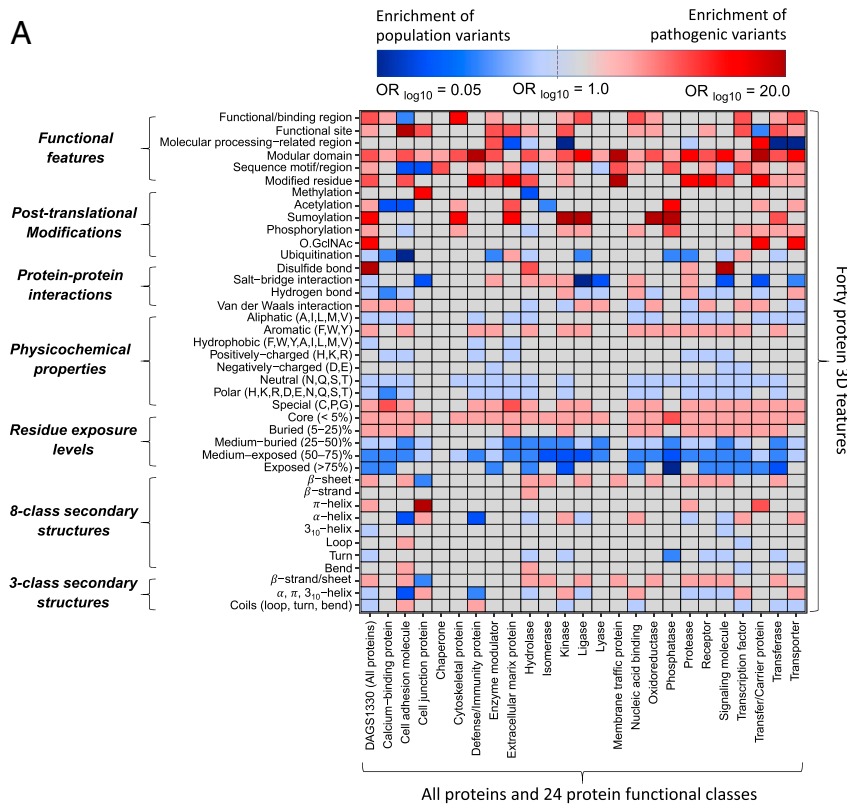 A
Enrichment of
population variants
Enrichment of
pathogenic variants
OR log10 = 0.05
OR log10 = 1.0
OR log10 = 20.0
Functional
features
Functional/binding region
Functional site
Molecular processing−related region
Modular domain
Sequence motif/region
Modified residue
Post-translational
Modifications
Methylation
Acetylation
Sumoylation
Phosphorylation
O.GclNAc
Ubiquitination
Protein-protein
interactions
Disulfide bond
Salt−bridge interaction
Hydrogen bond
Van der Waals interaction
Physicochemical
properties
Aliphatic (A,I,L,M,V)
Aromatic (F,W,Y)
Hydrophobic (F,W,Y,A,I,L,M,V)
Positively−charged (H,K,R)
Negatively−charged (D,E)
Neutral (N,Q,S,T)
Polar (H,K,R,D,E,N,Q,S,T)
Special (C,P,G)
Residue exposure
levels
Core (< 5%)
Buried (5−25)%
Medium−buried (25−50)%
Medium−exposed (50−75)%
Exposed (>75%)
8-class secondary
structures
β−sheet
β−strand
π−helix
α−helix
3₁₀−helix
Loop
Turn
Bend
3-class secondary
structures
β−strand/sheet
α, π, 3₁₀−helix
Coils (loop, turn, bend)
Forty protein 3D features
DAGS1330 (All proteins)
Calcium−binding protein
Cell adhesion molecule
Cell junction protein
Chaperone
Cytoskeletal protein
Defense/Immunity protein
Enzyme modulator
Extracellular marix protein
Hydrolase
Isomerase
Kinase
Ligase
Lyase
Membrane traffic protein
Nucleic acid binding
Oxidoreductase
Phosphatase
Protease
Receptor
Signaling molecule
Transcription factor
Transfer/Carrier protein
Transferase
Transporter
All proteins and 24 protein functional classes